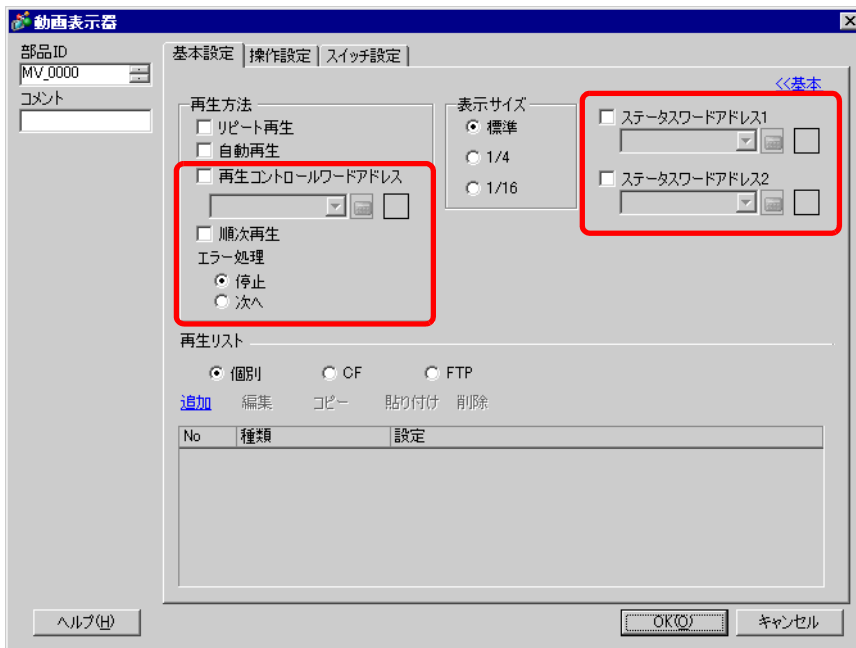 動画表示器
部品ID
MV_0000
コメント
基本設定 操作設定 スイッチ設定
<<基本
再生方法
リピート再生
自動再生
再生コントロールワードアドレス
順次再生
エラー処理
停止
次へ
表示サイズ
標準
1/4
1/16
ステータスワードアドレス1
ステータスワードアドレス2
再生リスト
個別 CF FTP
追加 編集 コピー 貼り付け 削除
No 種類 設定
ヘルプ(H) OK(O) キャンセル